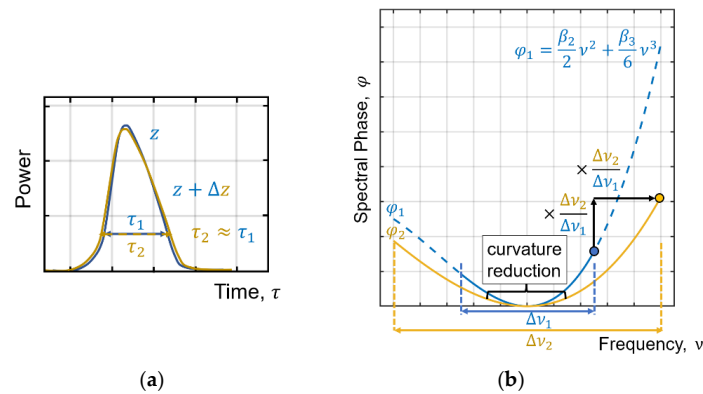 Power
z
z + Δz
τ₁
τ₂
τ₂ ≈ τ₁
Time, τ
(a)
Spectral Phase, φ
φ₁ = β₂/2 ν² + β₃/6 ν³
× Δν₂/Δν₁
× Δν₂/Δν₁
φ₁
φ₂
curvature
reduction
Δν₁
Δν₂
Frequency, ν
(b)